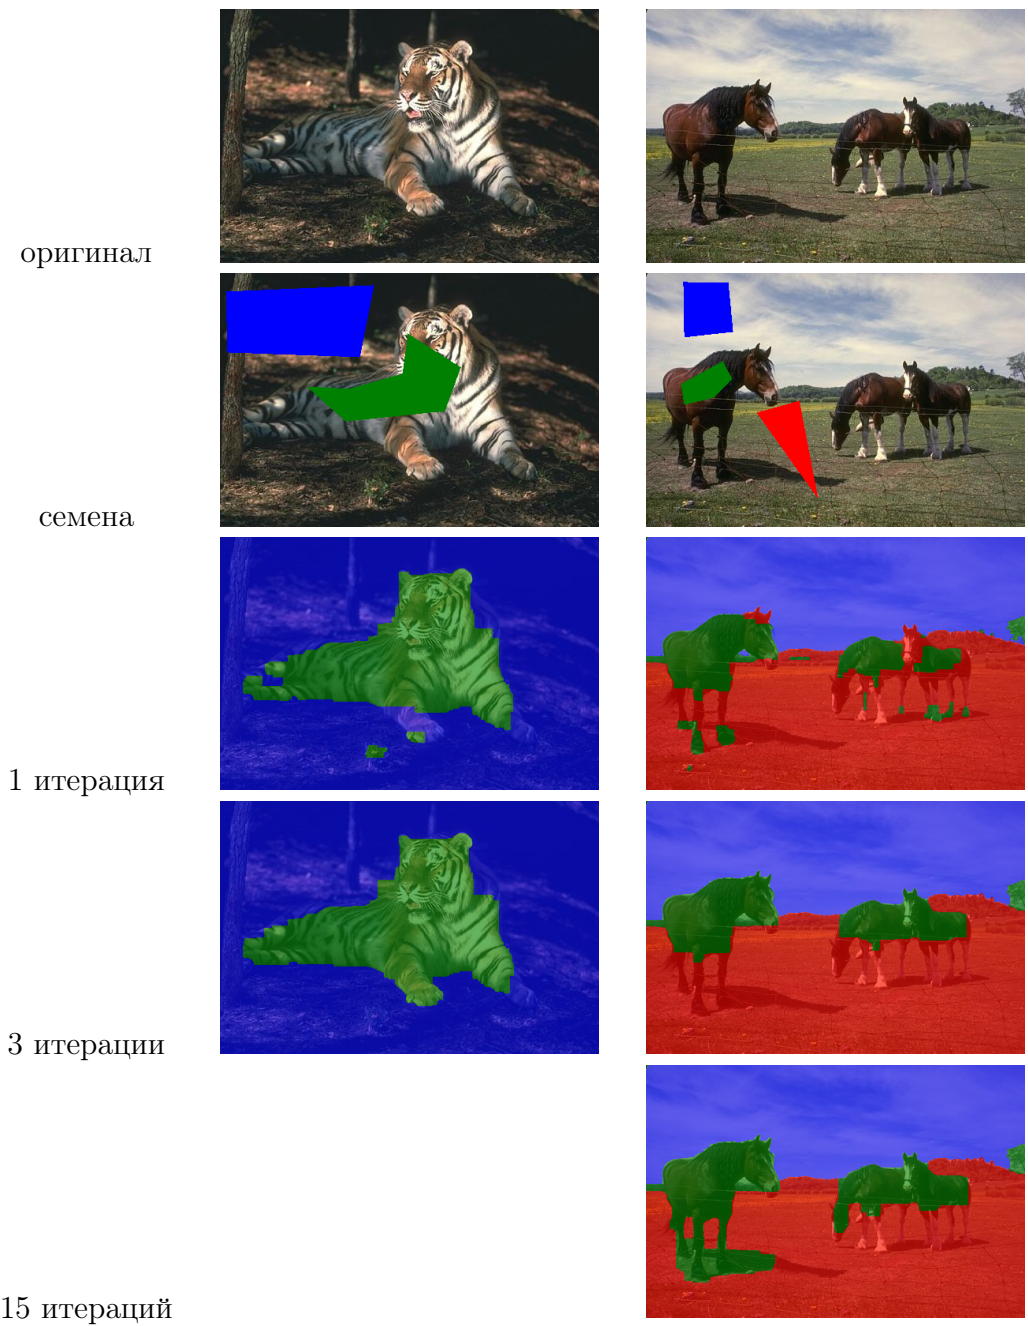 оригинал
семена
1 итерация
3 итерации
15 итераций